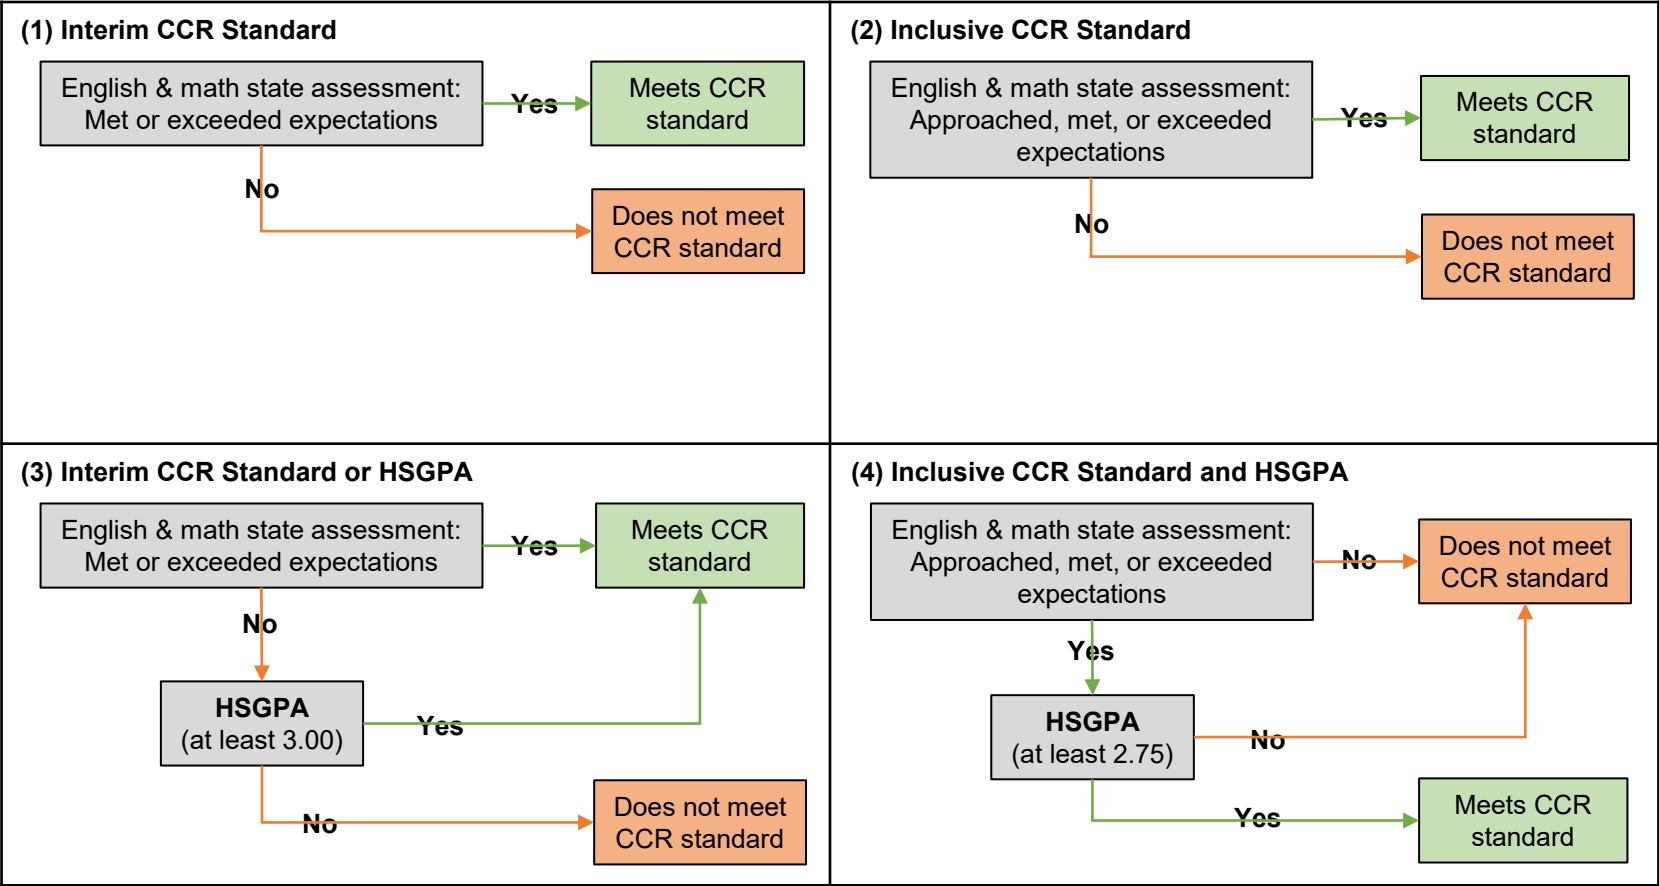 (1) Interim CCR Standard
English & math state assessment:
Met or exceeded expectations
Yes
Meets CCR
standard
No
Does not meet
CCR standard
(2) Inclusive CCR Standard
English & math state assessment:
Approached, met, or exceeded
expectations
Yes
Meets CCR
standard
No
Does not meet
CCR standard
(3) Interim CCR Standard or HSGPA
English & math state assessment:
Met or exceeded expectations
Yes
Meets CCR
standard
No
HSGPA
(at least 3.00)
Yes
No
Does not meet
CCR standard
(4) Inclusive CCR Standard and HSGPA
English & math state assessment:
Approached, met, or exceeded
expectations
No
Does not meet
CCR standard
Yes
HSGPA
(at least 2.75)
No
Yes
Meets CCR
standard